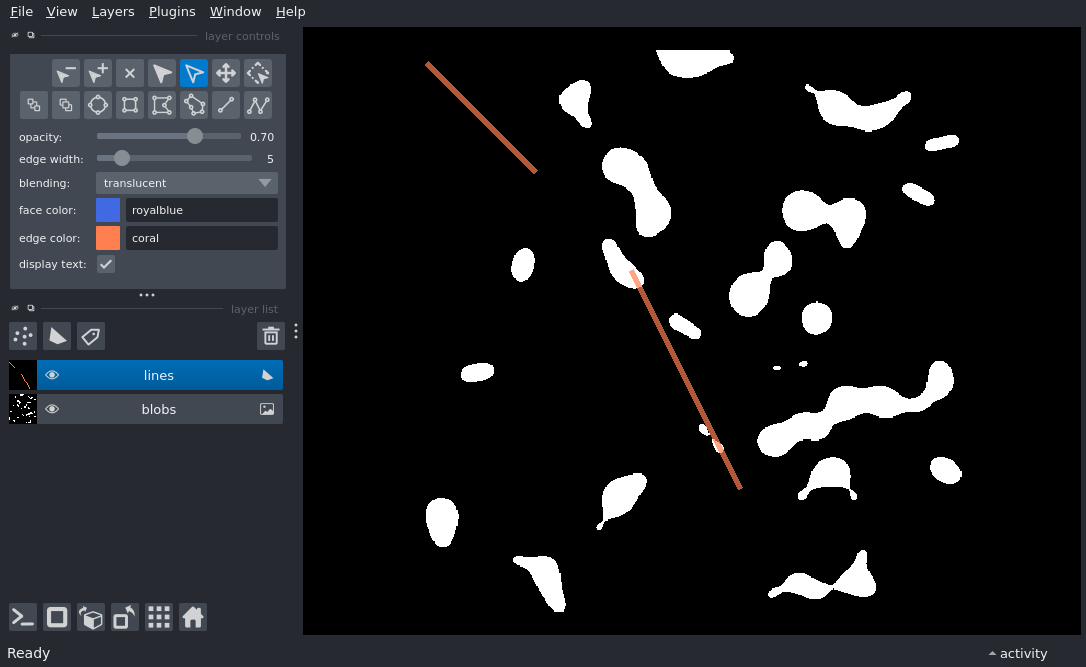 File View Layers Plugins Window Help
layer controls
opacity: 0.70
edge width: 5
blending: translucent
face color: royalblue
edge color: coral
display text:
layer list
lines
blobs
Ready
activity